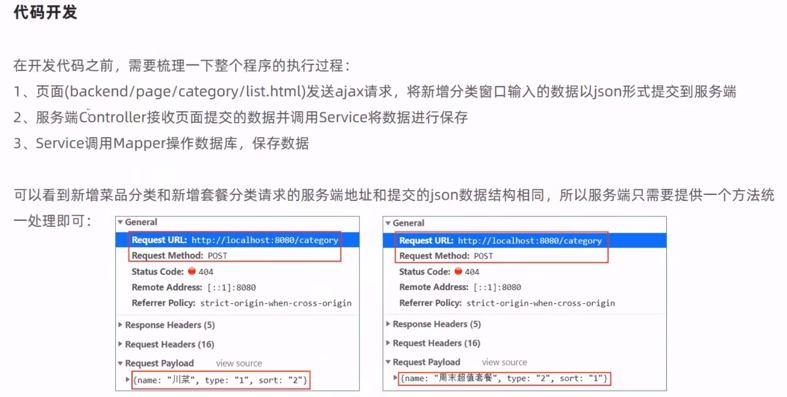 代码开发
在开发代码之前，需要梳理一下整个程序的执行过程：
1、页面(backend/page/category/list.html)发送ajax请求，将新增分类窗口输入的数据以json形式提交到服务端
2、服务端Controller接收页面提交的数据并调用Service将数据进行保存
3、Service调用Mapper操作数据库，保存数据
可以看到新增菜品分类和新增套餐分类请求的服务端地址和提交的json数据结构相同，所以服务端只需要提供一个方法统
一处理即可：
General
Request URL: http://localhost:8080/category
Request Method: POST
Status Code: 404
Remote Address: [::1]:8080
Referrer Policy: strict-origin-when-cross-origin
Response Headers (5)
Request Headers (16)
Request Payload view source
{name: "川菜", type: "1", sort: "2"}
General
Request URL: http://localhost:8080/category
Request Method: POST
Status Code: 404
Remote Address: [::1]:8080
Referrer Policy: strict-origin-when-cross-origin
Response Headers (5)
Request Headers (16)
Request Payload view source
{name: "周末超值套餐", type: "2", sort: "1"}